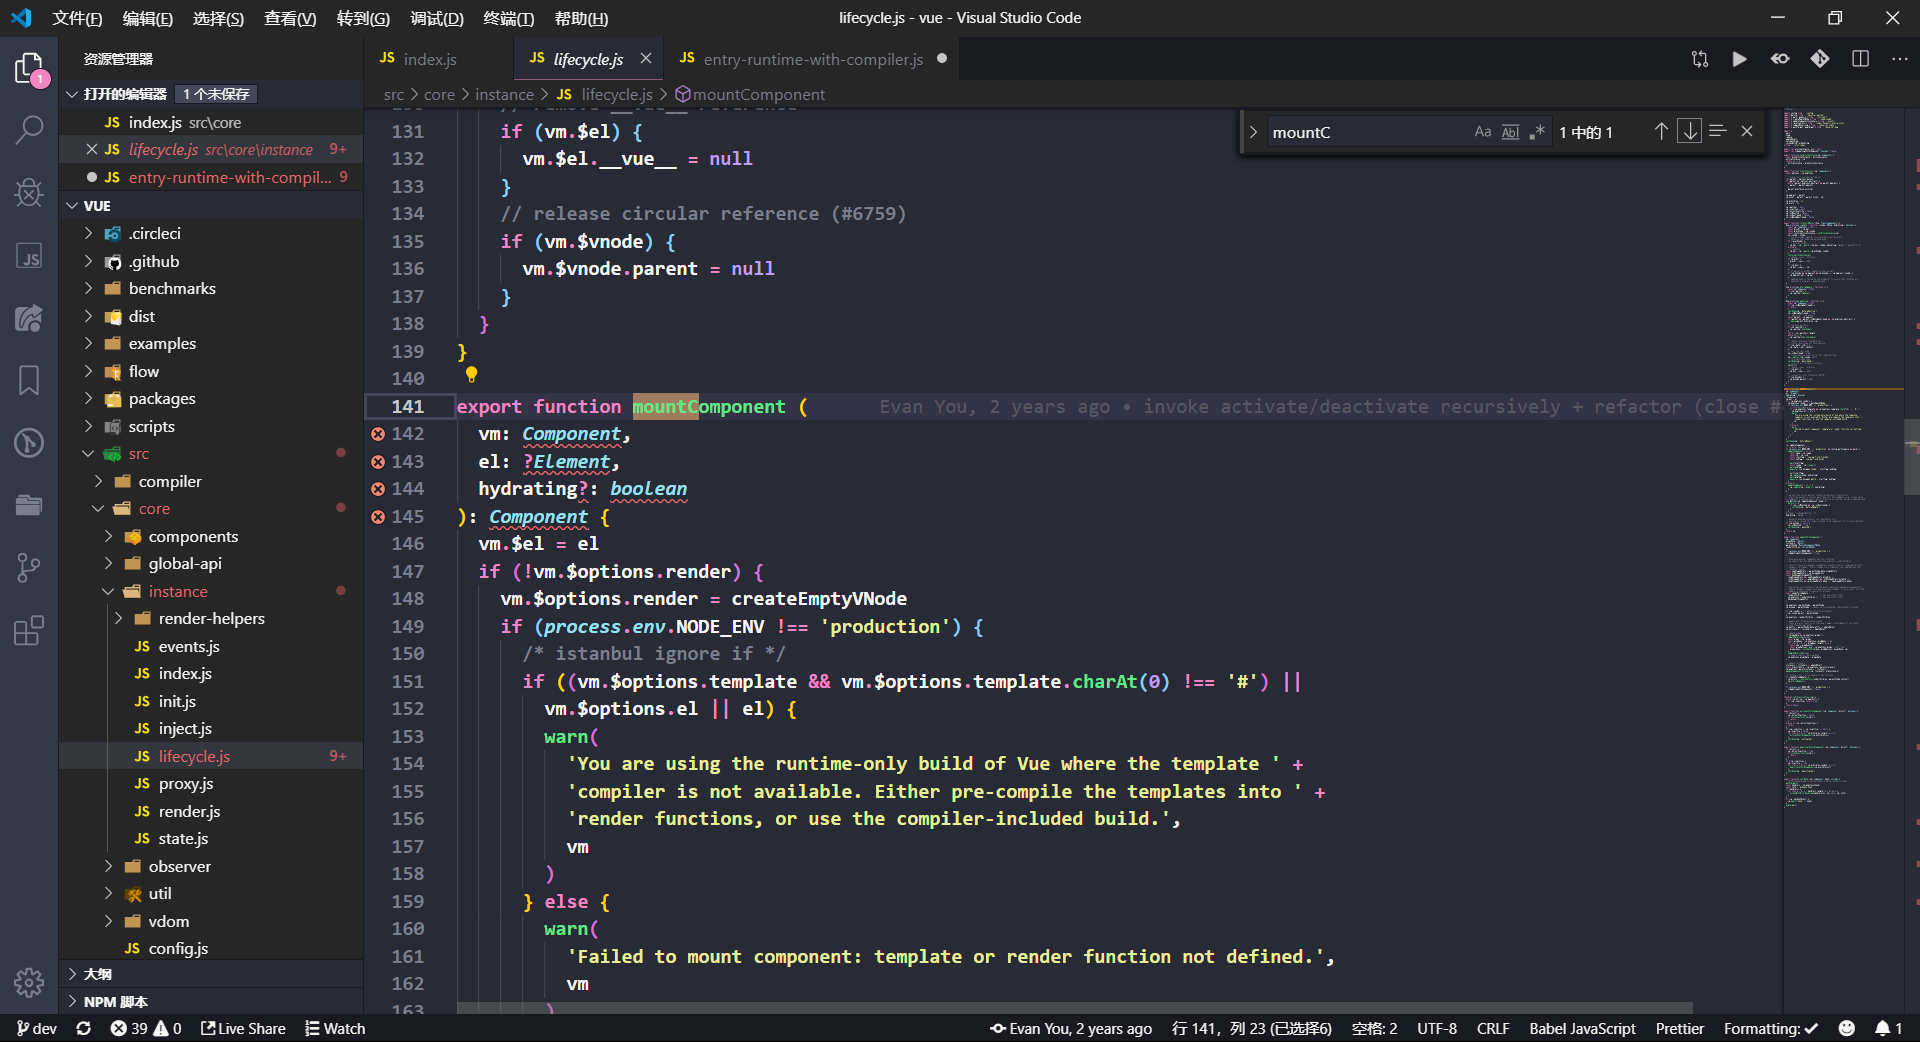 文件(F) 编辑(E) 选择(S) 查看(V) 转到(G) 调试(D) 终端(T) 帮助(H)
lifecycle.js - vue - Visual Studio Code
资源管理器
打开的编辑器 1 个未保存
JS index.js src\core
JS lifecycle.js src\core\instance 9+
JS entry-runtime-with-compil... 9
VUE
.circleci
.github
benchmarks
dist
examples
flow
packages
scripts
src
compiler
core
components
global-api
instance
render-helpers
JS events.js
JS index.js
JS init.js
JS inject.js
JS lifecycle.js 9+
JS proxy.js
JS render.js
JS state.js
observer
util
vdom
JS config.js
大纲
NPM 脚本
1
JS
JS index.js
JS lifecycle.js
JS entry-runtime-with-compiler.js
src > core > instance > JS lifecycle.js > mountComponent
mountC Aa Abl .* 1 中的 1
131 if (vm.$el) {
132 vm.$el.__vue__ = null
133 }
134 // release circular reference (#6759)
135 if (vm.$vnode) {
136 vm.$vnode.parent = null
137 }
138 }
139 }
140
141 export function mountComponent ( Evan You, 2 years ago • invoke activate/deactivate recursively + refactor (close #
142 vm: Component,
143 el: ?Element,
144 hydrating?: boolean
145 ): Component {
146 vm.$el = el
147 if (!vm.$options.render) {
148 vm.$options.render = createEmptyVNode
149 if (process.env.NODE_ENV !== 'production') {
150 /* istanbul ignore if */
151 if ((vm.$options.template && vm.$options.template.charAt(0) !== '#') ||
152 vm.$options.el || el) {
153 warn(
154 'You are using the runtime-only build of Vue where the template ' +
155 'compiler is not available. Either pre-compile the templates into ' +
156 'render functions, or use the compiler-included build.',
157 vm
158 )
159 } else {
160 warn(
161 'Failed to mount component: template or render function not defined.',
162 vm
163 )
dev 39 0 Live Share Watch
Evan You, 2 years ago 行 141，列 23 (已选择6) 空格: 2 UTF-8 CRLF Babel JavaScript Prettier Formatting: ✓ 1